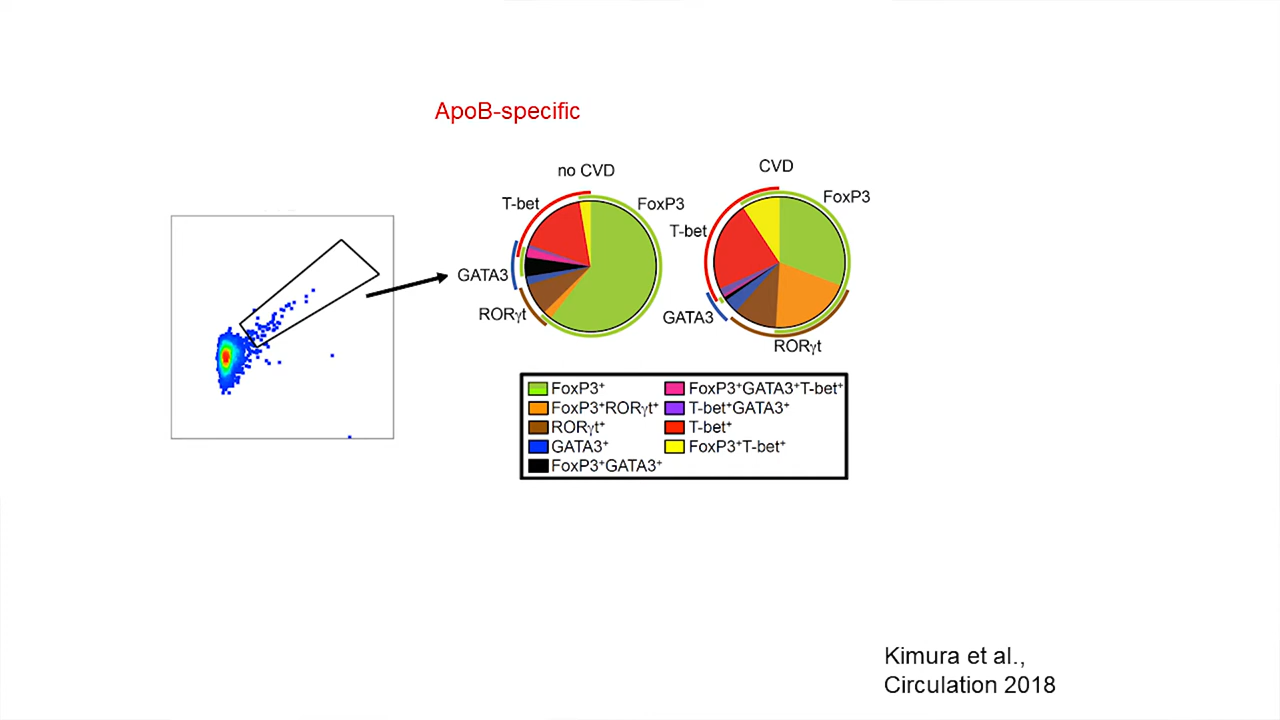 ApoB-specific
no CVD
CVD
T-bet
FoxP3
GATA3
RORγt
FoxP3
T-bet
GATA3
RORγt
FoxP3⁺
FoxP3⁺RORγt⁺
RORγt⁺
GATA3⁺
FoxP3⁺GATA3⁺
FoxP3⁺GATA3⁺T-bet⁺
T-bet⁺GATA3⁺
T-bet⁺
FoxP3⁺T-bet⁺
Kimura et al.,
Circulation 2018